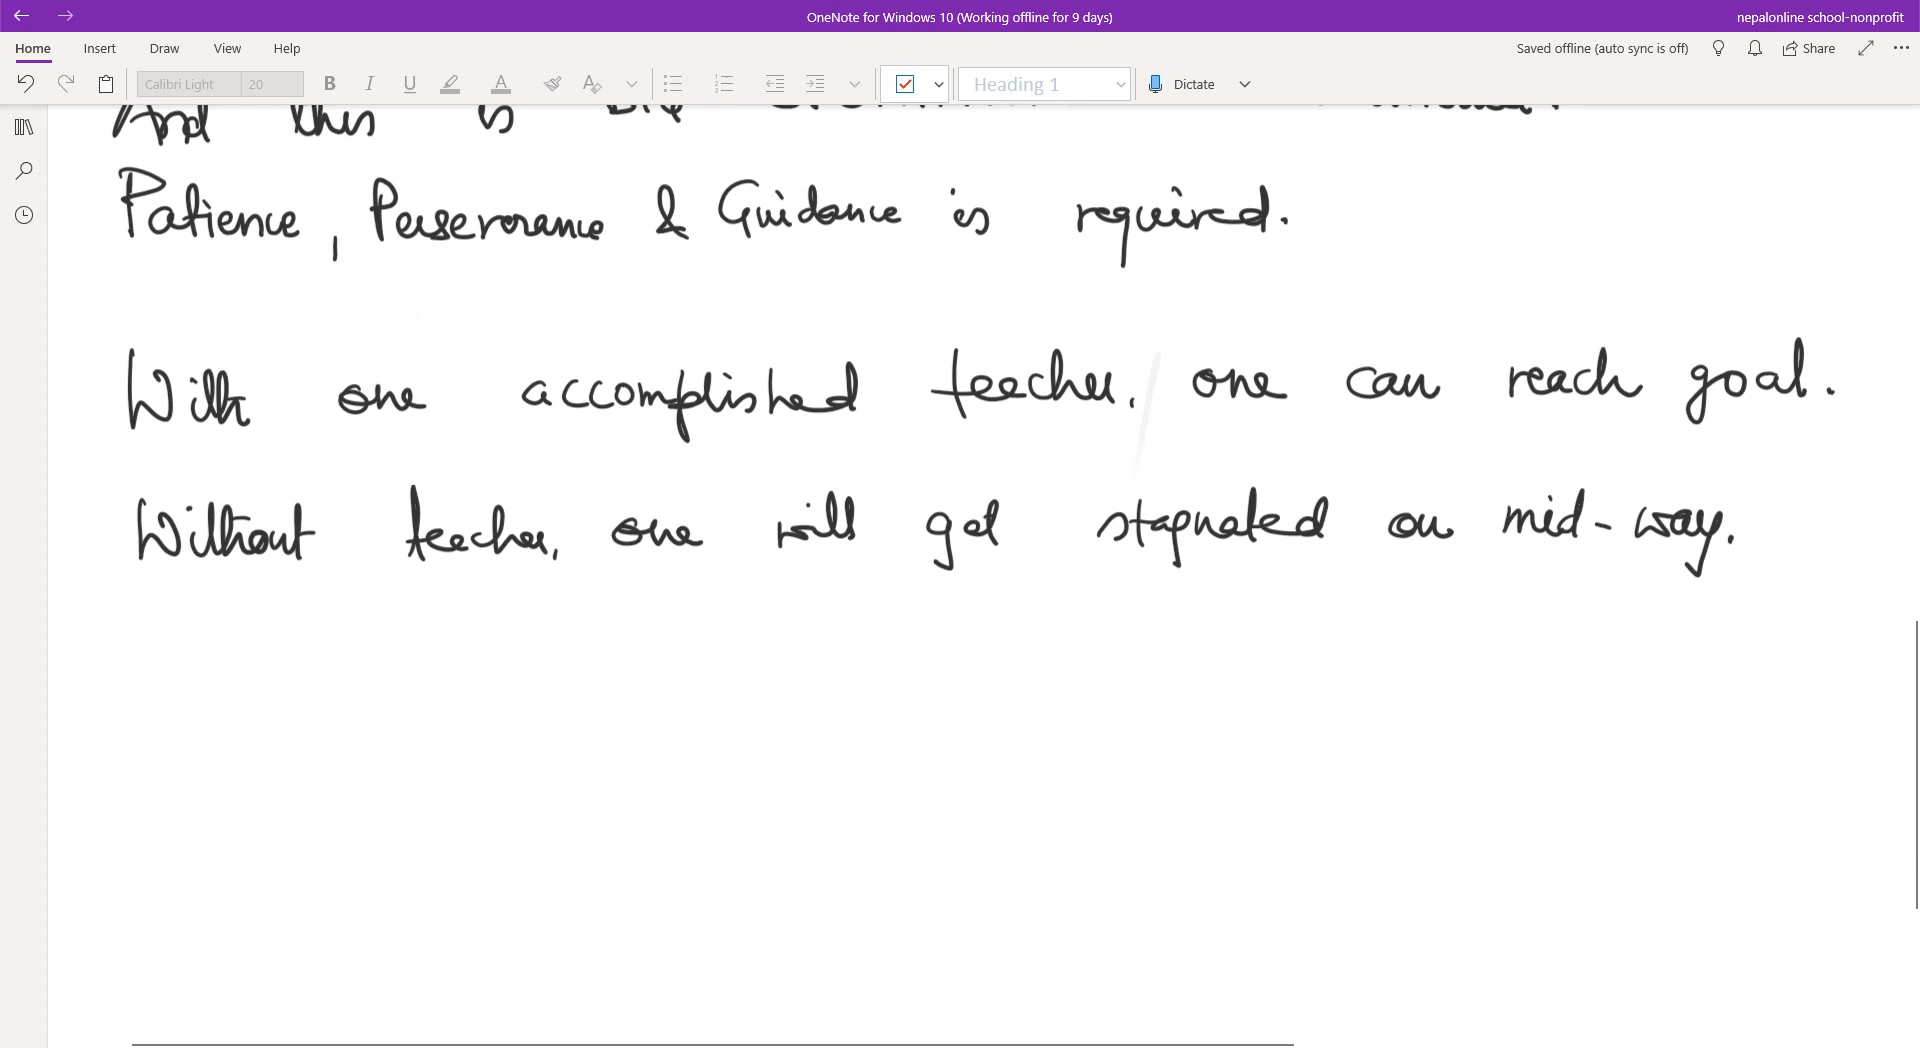 OneNote for Windows 10 (Working offline for 9 days)
nepalonline school-nonprofit
Home Insert Draw View Help
Saved offline (auto sync is off) Share
Calibri Light 20 B I U A Heading 1 Dictate
And this is
Patience, Perserverance & Guidance is required.
With one accomplished teacher, one can reach goal.
Without teacher, one will get stagnated on mid-way.